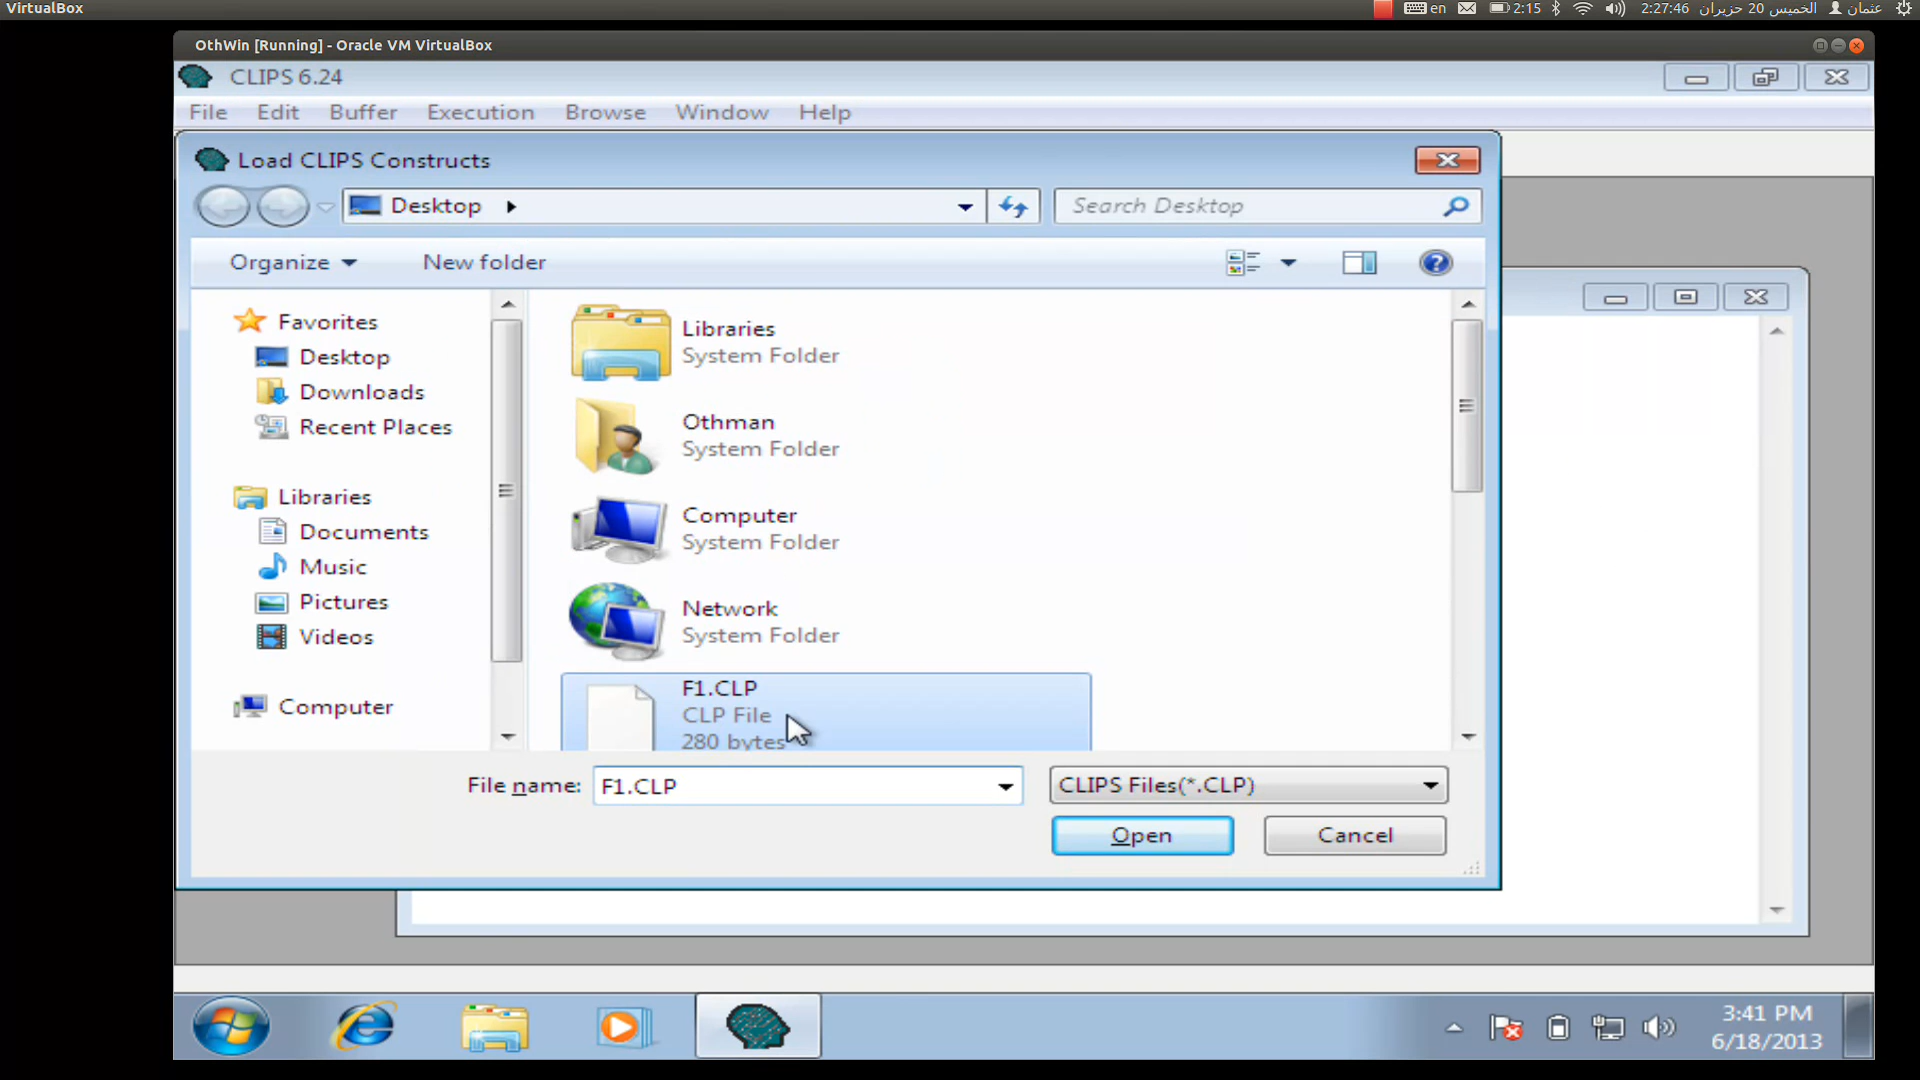 VirtualBox
en
2:15
2:27:46
الخميس 20 حزيران
عثمان
OthWin [Running] - Oracle VM VirtualBox
CLIPS 6.24
File Edit Buffer Execution Browse Window Help
Load CLIPS Constructs
Desktop
Search Desktop
Organize
New folder
Favorites
Desktop
Downloads
Recent Places
Libraries
Documents
Music
Pictures
Videos
Computer
Libraries
System Folder
Othman
System Folder
Computer
System Folder
Network
System Folder
F1.CLP
CLP File
280 bytes
File name:
F1.CLP
CLIPS Files(*.CLP)
Open
Cancel
3:41 PM
6/18/2013